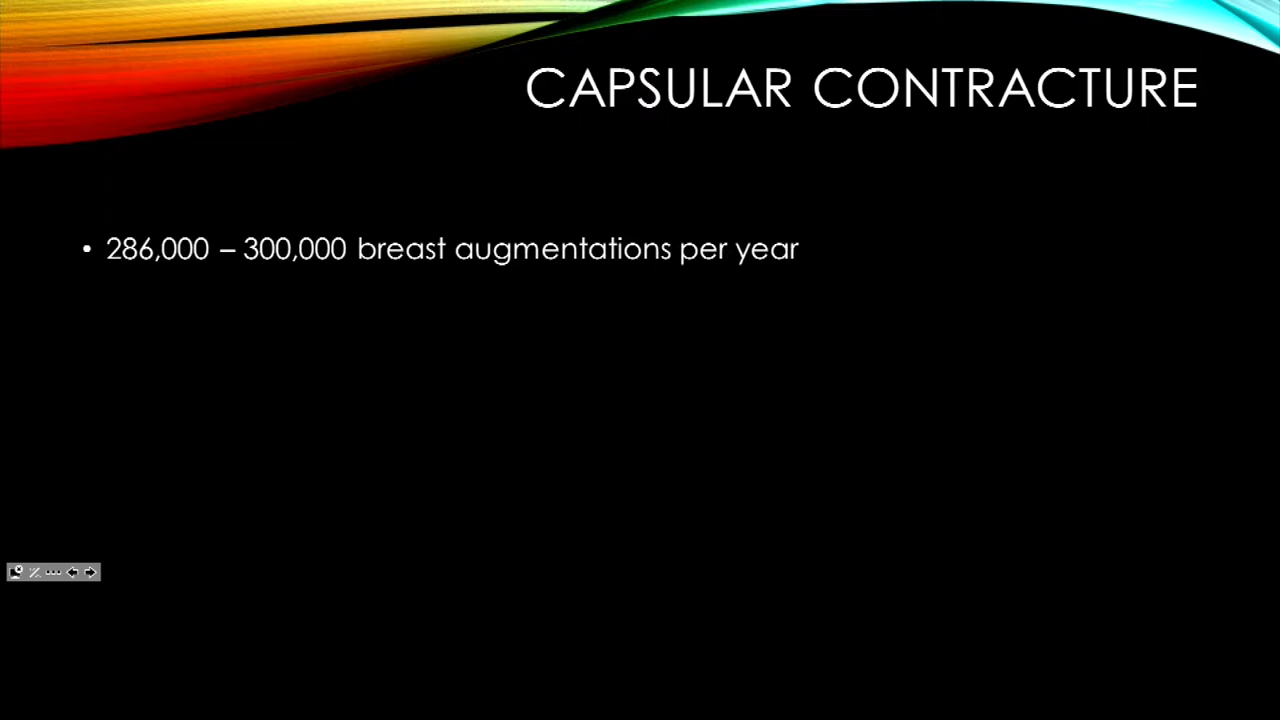 CAPSULAR CONTRACTURE
• 286,000 – 300,000 breast augmentations per year